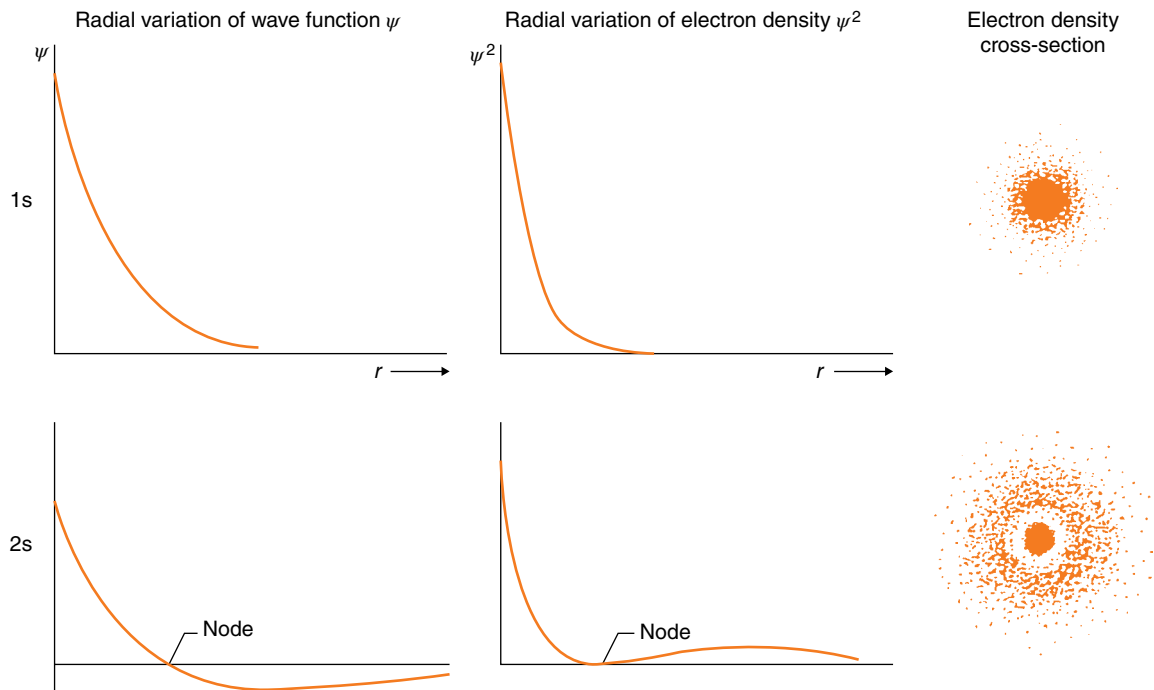 Radial variation of wave function ψ
Radial variation of electron density ψ²
Electron density
cross-section
ψ
ψ²
1s
r
r
2s
Node
Node